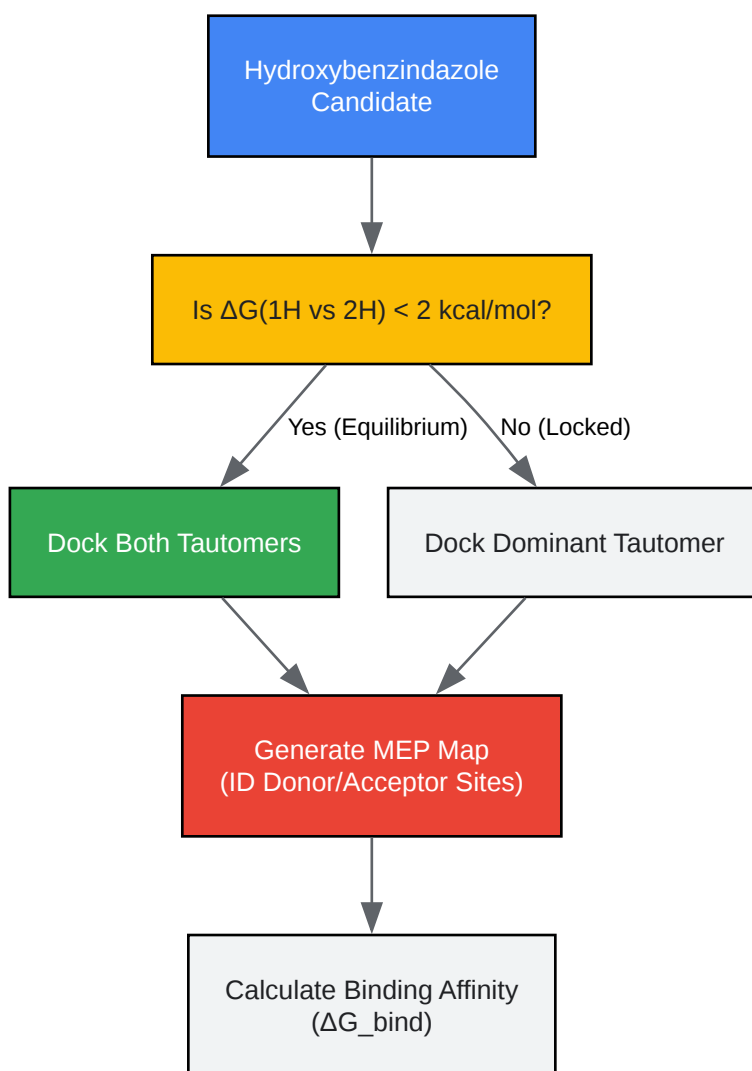 Hydroxybenzindazole
Candidate
Is ΔG(1H vs 2H) < 2 kcal/mol?
Yes (Equilibrium)
No (Locked)
Dock Both Tautomers
Dock Dominant Tautomer
Generate MEP Map
(ID Donor/Acceptor Sites)
Calculate Binding Affinity
(ΔG_bind)